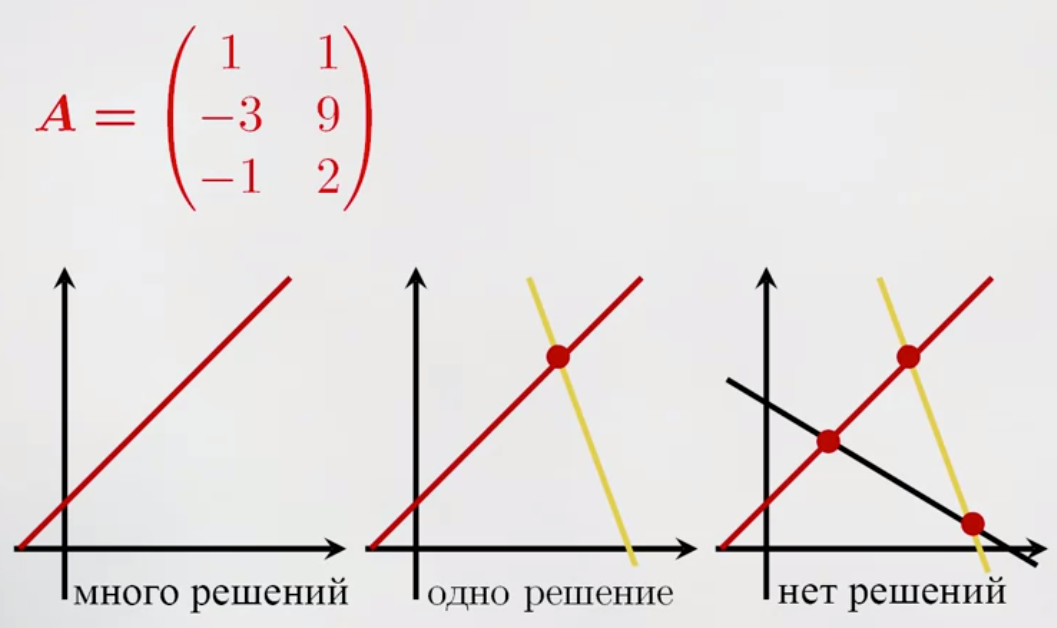 A = 
1 1
−3 9
−1 2
много решений
одно решение
нет решений